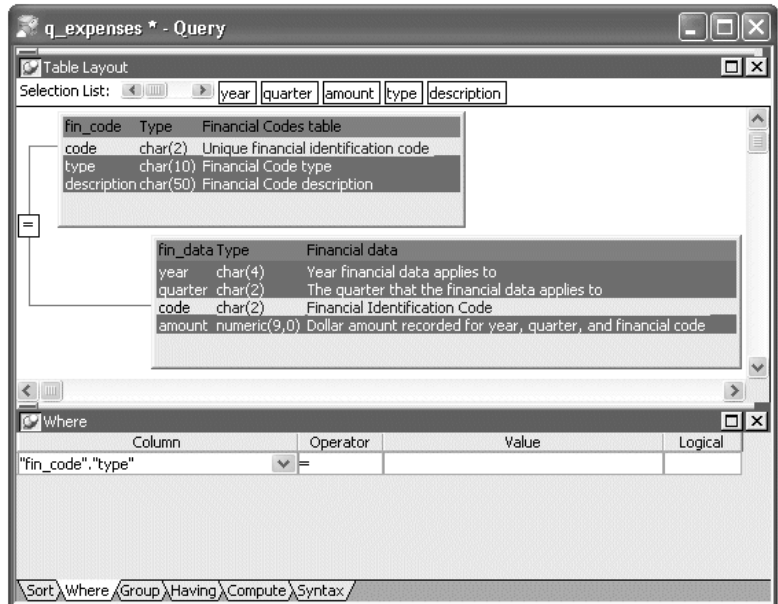 q_expenses * - Query
Table Layout
Selection List: year quarter amount type description
fin_code Type Financial Codes table
code char(2) Unique financial identification code
type char(10) Financial Code type
description char(50) Financial Code description
=
fin_data Type Financial data
year char(4) Year financial data applies to
quarter char(2) The quarter that the financial data applies to
code char(2) Financial Identification Code
amount numeric(9,0) Dollar amount recorded for year, quarter, and financial code
Where
Column Operator Value Logical
"fin_code"."type" =
Sort Where Group Having Compute Syntax